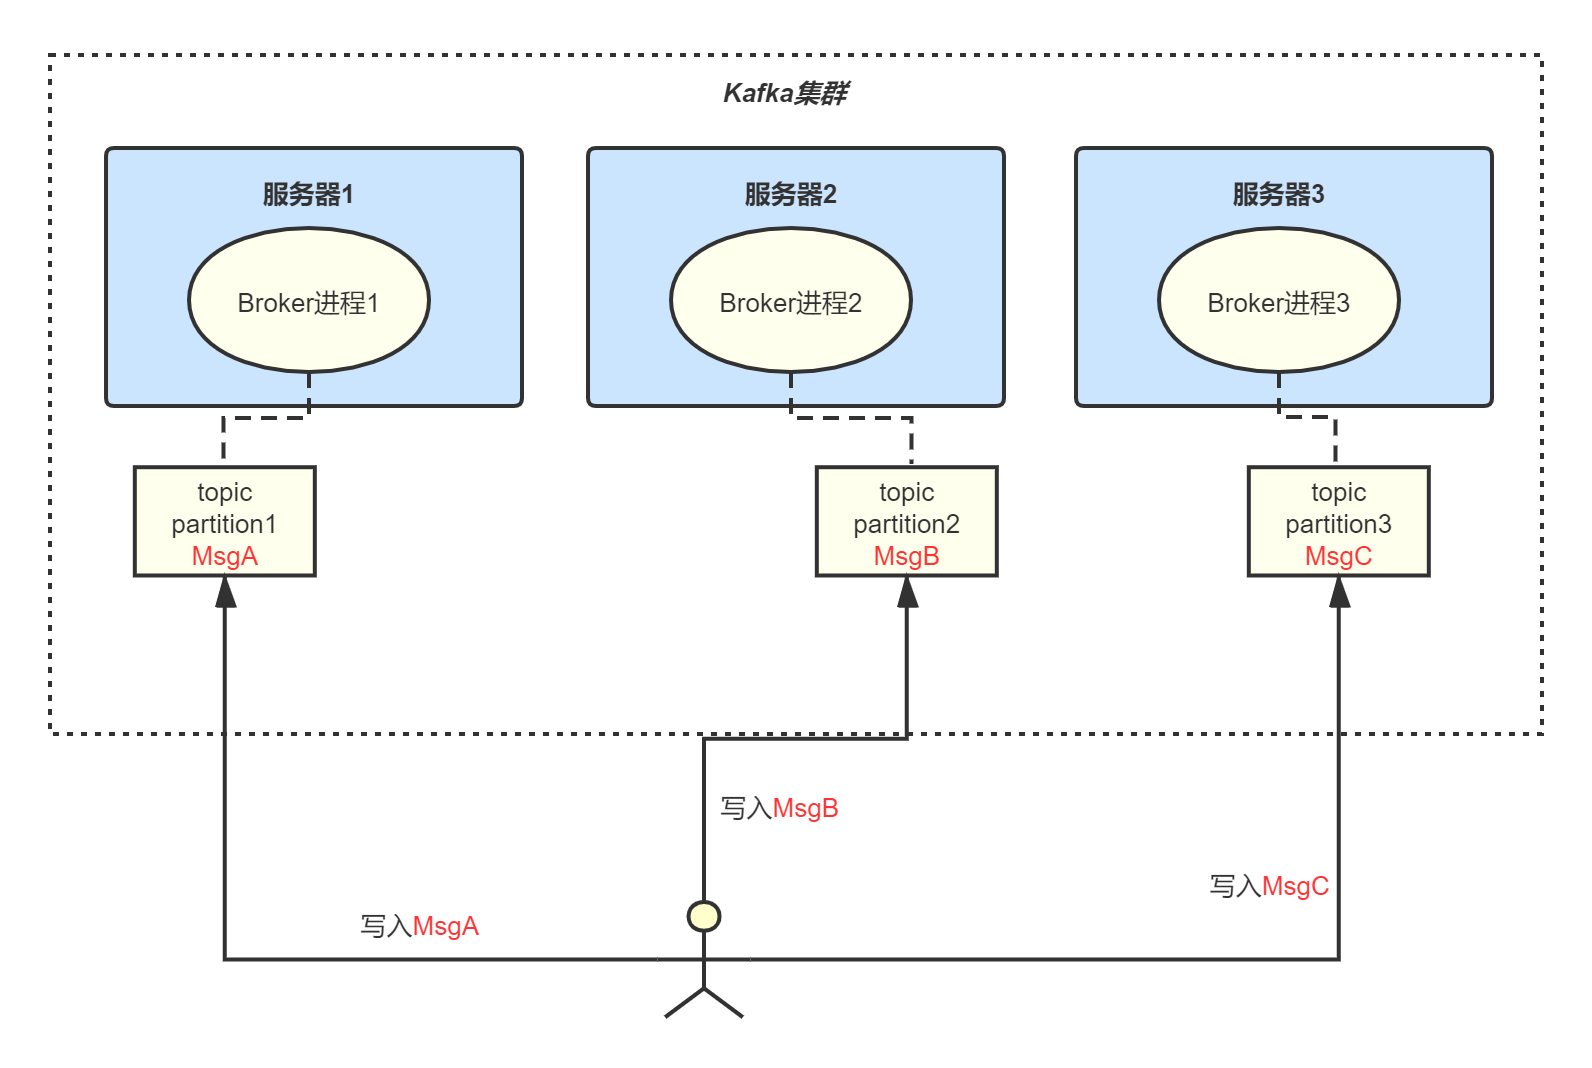 Kafka集群
服务器1
服务器2
服务器3
Broker进程1
Broker进程2
Broker进程3
topic
partition1
MsgA
topic
partition2
MsgB
topic
partition3
MsgC
写入MsgB
写入MsgC
写入MsgA